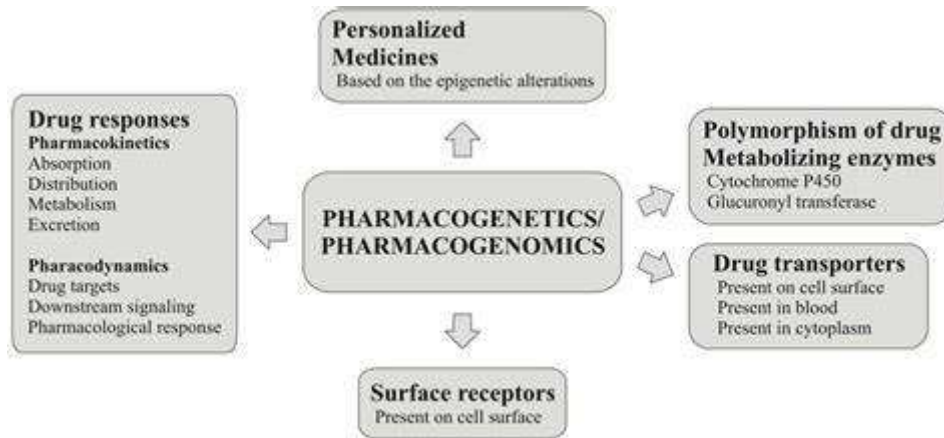 Personalized
Medicines
Based on the epigenetic alterations
Drug responses
Pharmacokinetics
Absorption
Distribution
Metabolism
Excretion
Pharacodynamics
Drug targets
Downstream signaling
Pharmacological response
PHARMACOGENETICS/
PHARMACOGENOMICS
Polymorphism of drug
Metabolizing enzymes
Cytochrome P450
Glucuronyl transferase
Drug transporters
Present on cell surface
Present in blood
Present in cytoplasm
Surface receptors
Present on cell surface